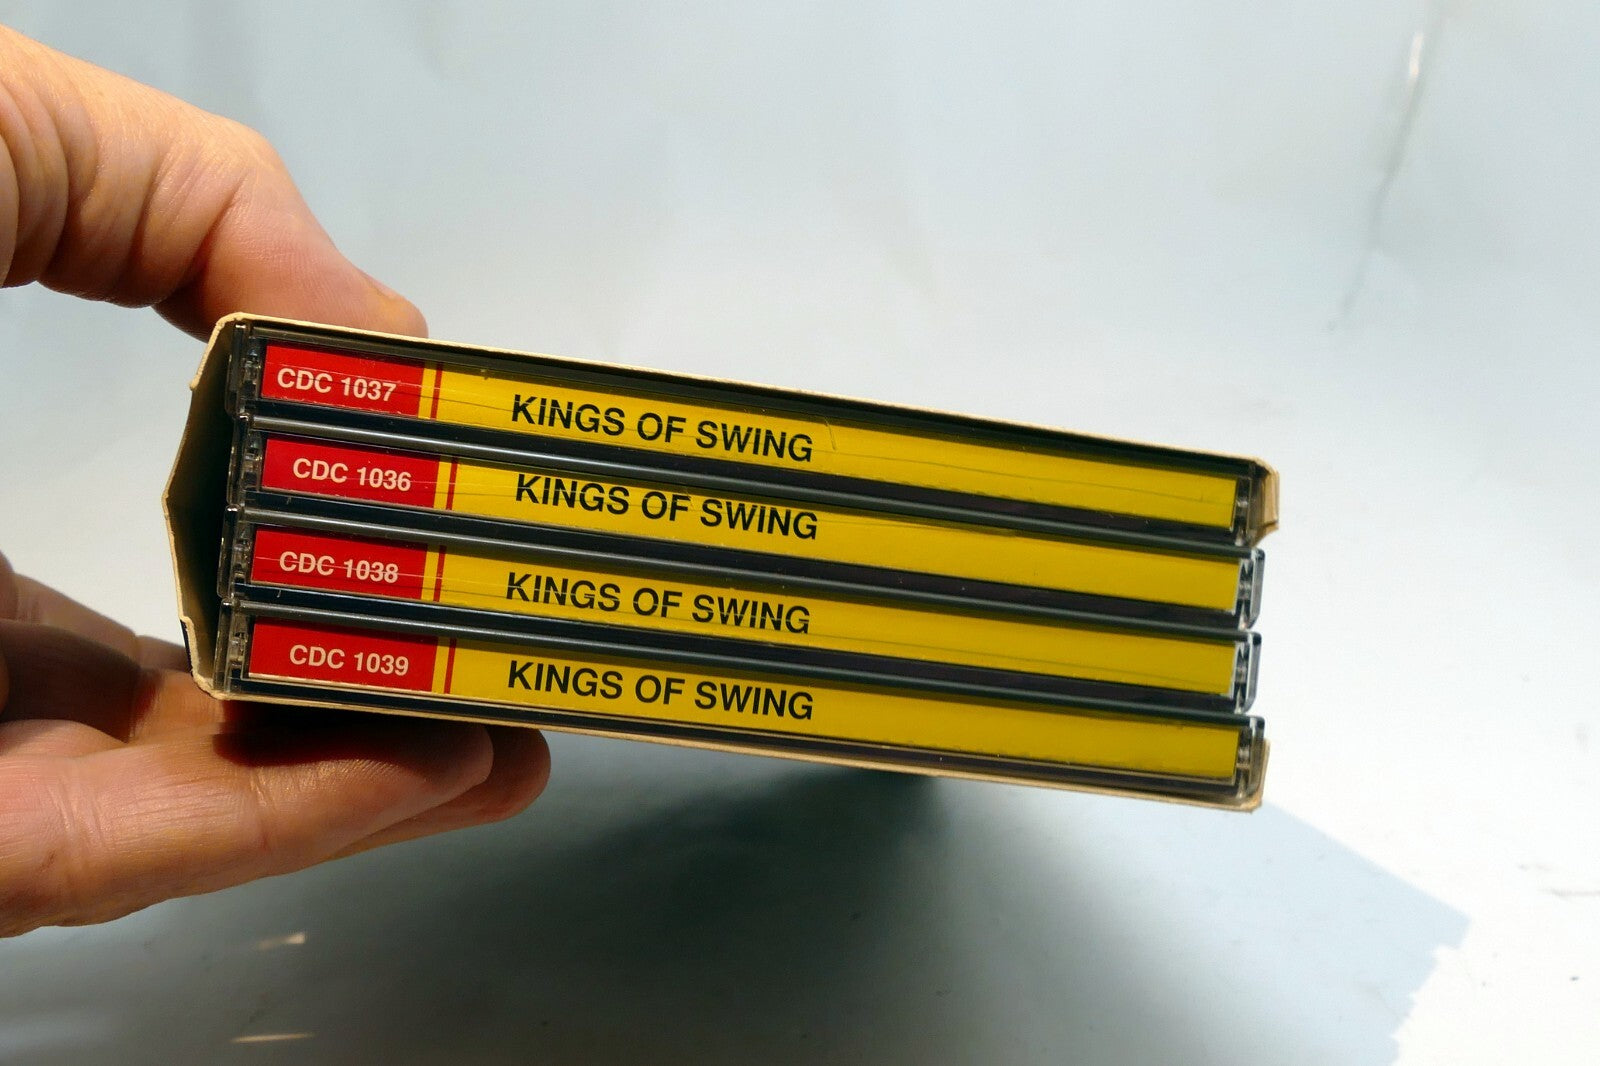 CDC 1037 KINGS OF SWING
CDC 1036 KINGS OF SWING
CDC 1038 KINGS OF SWING
CDC 1039 KINGS OF SWING